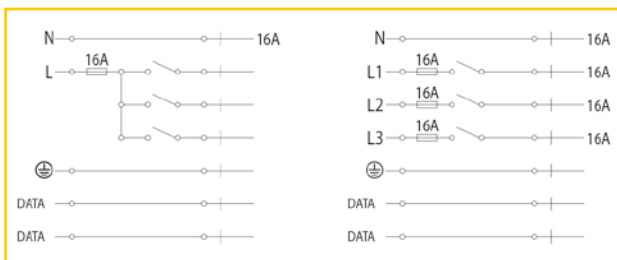 N 16A
L 16A
DATA
DATA
N 16A
L1 16A 16A
L2 16A 16A
L3 16A 16A
DATA
DATA